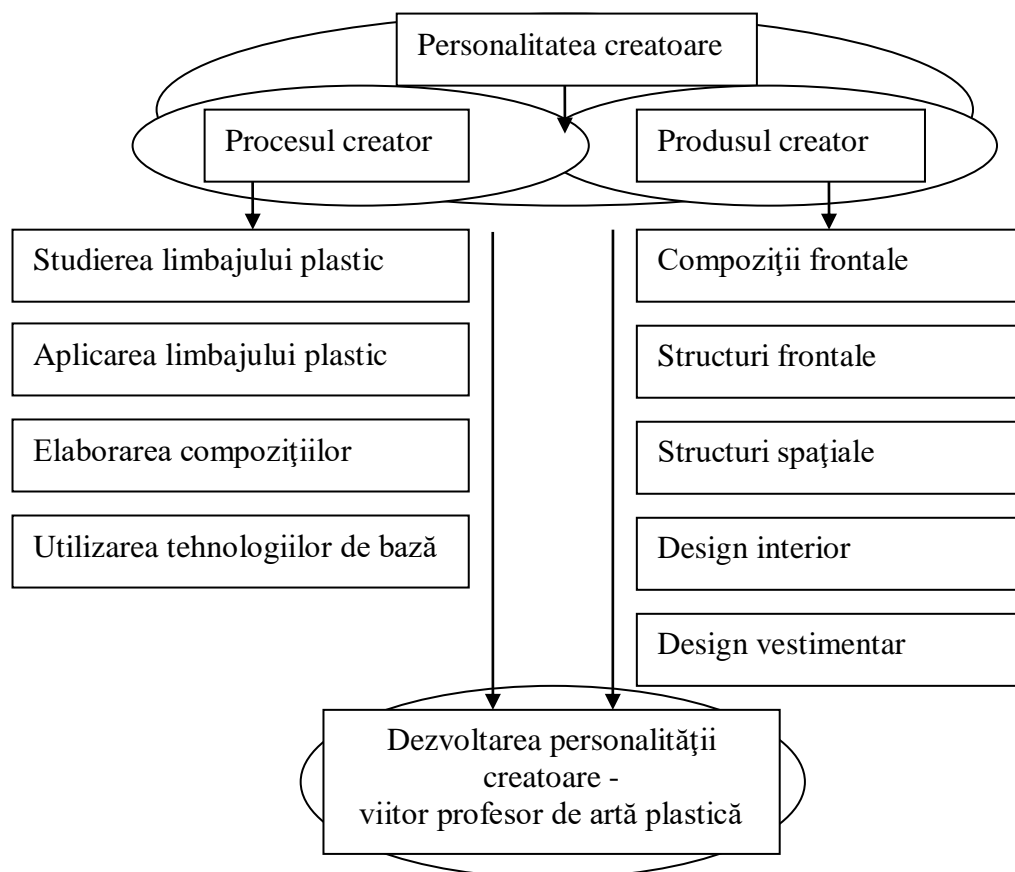 Personalitatea creatoare
Procesul creator
Produsul creator
Studierea limbajului plastic
Aplicarea limbajului plastic
Elaborarea compoziţiilor
Utilizarea tehnologiilor de bază
Compoziţii frontale
Structuri frontale
Structuri spaţiale
Design interior
Design vestimentar
Dezvoltarea personalităţii
creatoare -
viitor profesor de artă plastică